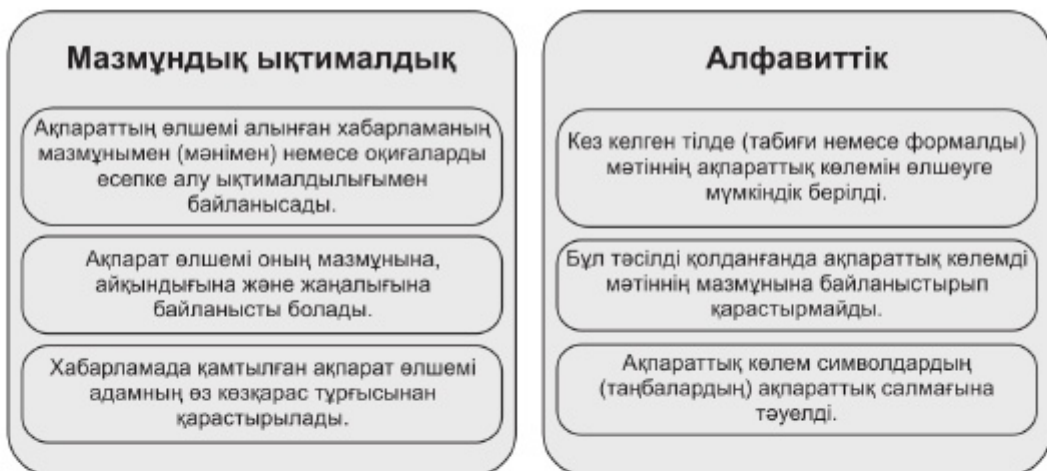 Мазмұндық ықтималдық
Ақпараттың өлшемі алынған хабарламаның
мазмұнымен (мәнімен) немесе оқиғаларды
есепке алу ықтималдылығымен
байланысады.
Ақпарат өлшемі оның мазмұнына,
айқындығына және жаңалығына
байланысты болады.
Хабарламада қамтылған ақпарат өлшемі
адамның өз көзқарас тұрғысынан
қарастырылады.
Алфавиттік
Кез келген тілде (табиғи немесе формалды)
мәтіннің ақпараттық көлемін өлшеуге
мүмкіндік берілді.
Бұл тәсілді қолданғанда ақпараттық көлемді
мәтіннің мазмұнына байланыстырып
қарастырмайды.
Ақпараттық көлем символдардың
(таңбалардың) ақпараттық салмағына
тәуелді.